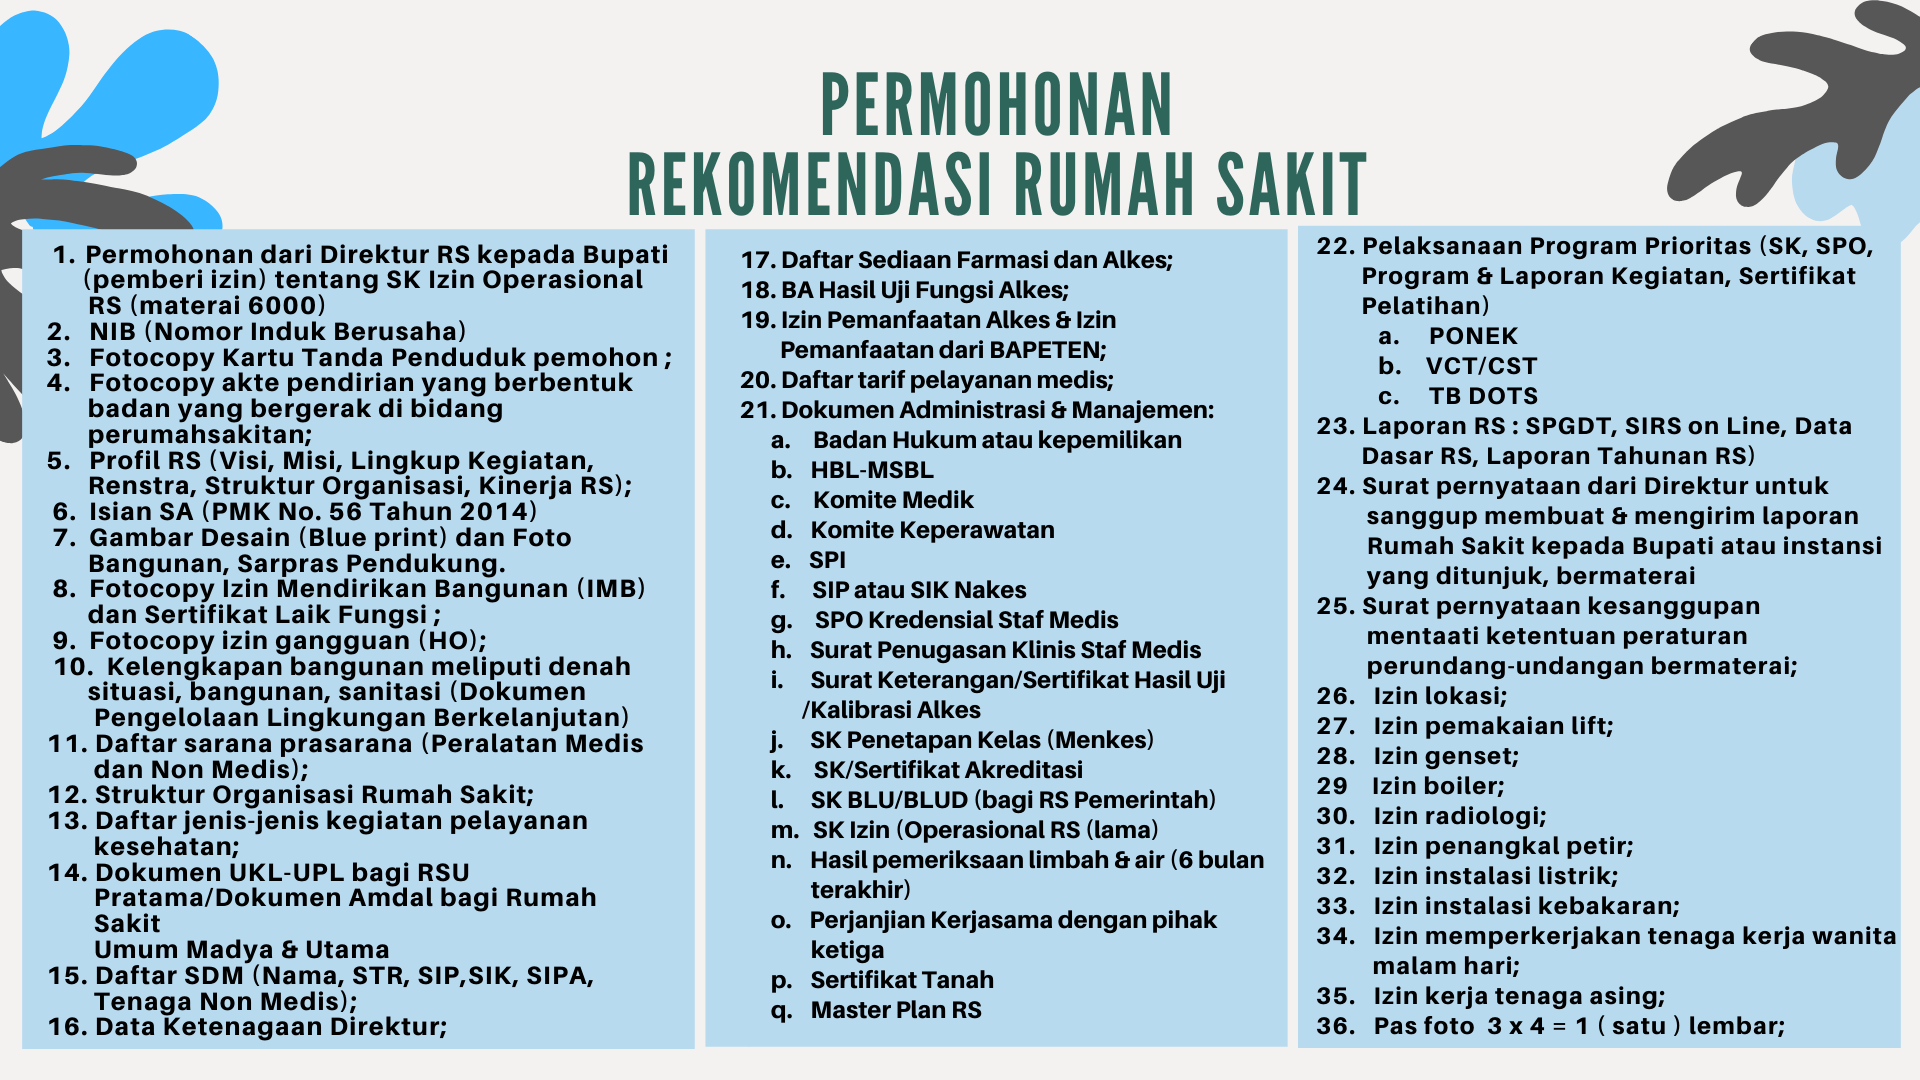 PERMOHONAN
REKOMENDASI RUMAH SAKIT
1. Permohonan dari Direktur RS kepada Bupati
(pemberi izin) tentang SK Izin Operasional
RS (materai 6000)
2. NIB (Nomor Induk Berusaha)
3. Fotocopy Kartu Tanda Penduduk pemohon ;
4. Fotocopy akte pendirian yang berbentuk
badan yang bergerak di bidang
perumahsakitan;
5. Profil RS (Visi, Misi, Lingkup Kegiatan,
Renstra, Struktur Organisasi, Kinerja RS);
6. Isian SA (PMK No. 56 Tahun 2014)
7. Gambar Desain (Blue print) dan Foto
Bangunan, Sarpras Pendukung.
8. Fotocopy Izin Mendirikan Bangunan (IMB)
dan Sertifikat Laik Fungsi ;
9. Fotocopy izin gangguan (HO);
10. Kelengkapan bangunan meliputi denah
situasi, bangunan, sanitasi (Dokumen
Pengelolaan Lingkungan Berkelanjutan)
11. Daftar sarana prasarana (Peralatan Medis
dan Non Medis);
12. Struktur Organisasi Rumah Sakit;
13. Daftar jenis-jenis kegiatan pelayanan
kesehatan;
14. Dokumen UKL-UPL bagi RSU
Pratama/Dokumen Amdal bagi Rumah
Sakit
Umum Madya & Utama
15. Daftar SDM (Nama, STR, SIP,SIK, SIPA,
Tenaga Non Medis);
16. Data Ketenagaan Direktur;
17. Daftar Sediaan Farmasi dan Alkes;
18. BA Hasil Uji Fungsi Alkes;
19. Izin Pemanfaatan Alkes & Izin
Pemanfaatan dari BAPETEN;
20. Daftar tarif pelayanan medis;
21. Dokumen Administrasi & Manajemen:
a. Badan Hukum atau kepemilikan
b. HBL-MSBL
c. Komite Medik
d. Komite Keperawatan
e. SPI
f. SIP atau SIK Nakes
g. SPO Kredensial Staf Medis
h. Surat Penugasan Klinis Staf Medis
i. Surat Keterangan/Sertifikat Hasil Uji
/Kalibrasi Alkes
j. SK Penetapan Kelas (Menkes)
k. SK/Sertifikat Akreditasi
l. SK BLU/BLUD (bagi RS Pemerintah)
m. SK Izin (Operasional RS (lama)
n. Hasil pemeriksaan limbah & air (6 bulan
terakhir)
o. Perjanjian Kerjasama dengan pihak
ketiga
p. Sertifikat Tanah
q. Master Plan RS
22. Pelaksanaan Program Prioritas (SK, SPO,
Program & Laporan Kegiatan, Sertifikat
Pelatihan)
a. PONEK
b. VCT/CST
c. TB DOTS
23. Laporan RS : SPGDT, SIRS on Line, Data
Dasar RS, Laporan Tahunan RS)
24. Surat pernyataan dari Direktur untuk
sanggup membuat & mengirim laporan
Rumah Sakit kepada Bupati atau instansi
yang ditunjuk, bermaterai
25. Surat pernyataan kesanggupan
mentaati ketentuan peraturan
perundang-undangan bermaterai;
26. Izin lokasi;
27. Izin pemakaian lift;
28. Izin genset;
29 Izin boiler;
30. Izin radiologi;
31. Izin penangkal petir;
32. Izin instalasi listrik;
33. Izin instalasi kebakaran;
34. Izin memperkerjakan tenaga kerja wanita
malam hari;
35. Izin kerja tenaga asing;
36. Pas foto 3 x 4 = 1 ( satu ) lembar;